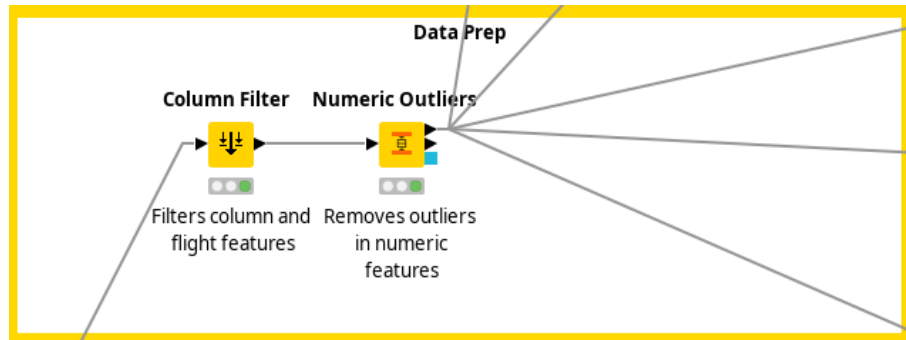 Data Prep
Column Filter
Numeric Outliers
Filters column and
flight features
Removes outliers
in numeric
features